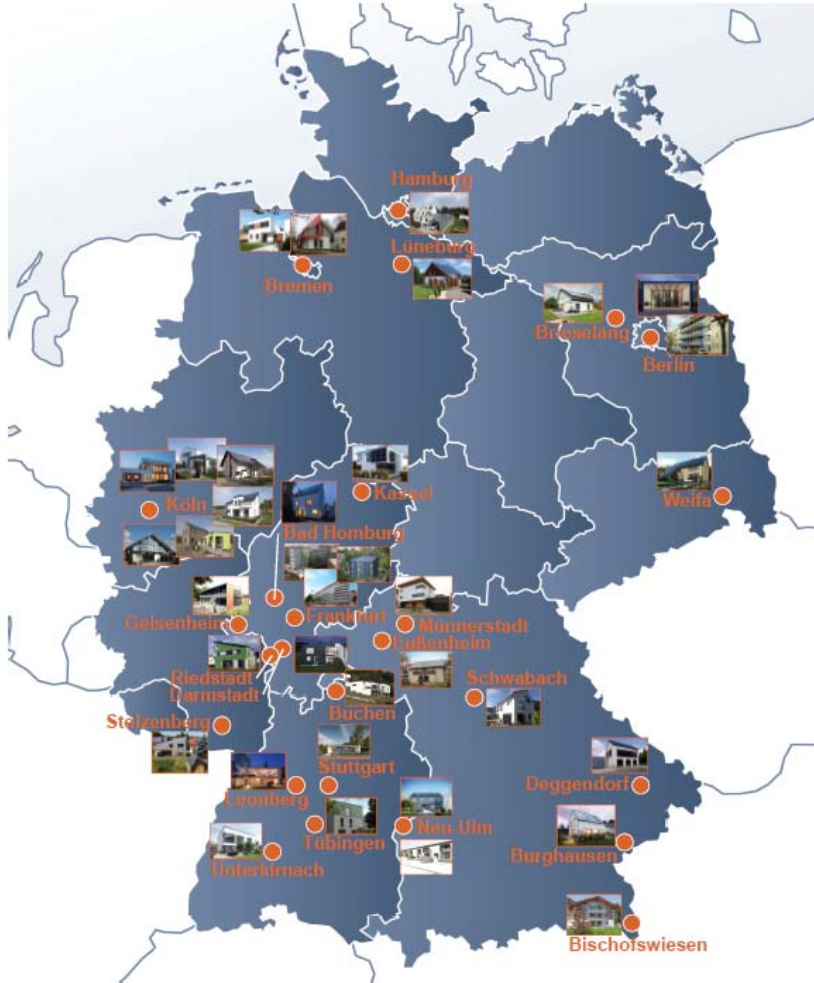 Hamburg
Lüneburg
Bremen
Brieselang
Berlin
Kassel
Weifa
Köln
Bad Homburg
Geisenheim
Frankfurt
Münnerstadt
Eußenheim
Riedstadt
Darmstadt
Schwabach
Buchen
Stelzenberg
Stuttgart
Leonberg
Deggendorf
Tübingen
Neu-Ulm
Burghausen
Unterkirnach
Bischofswiesen